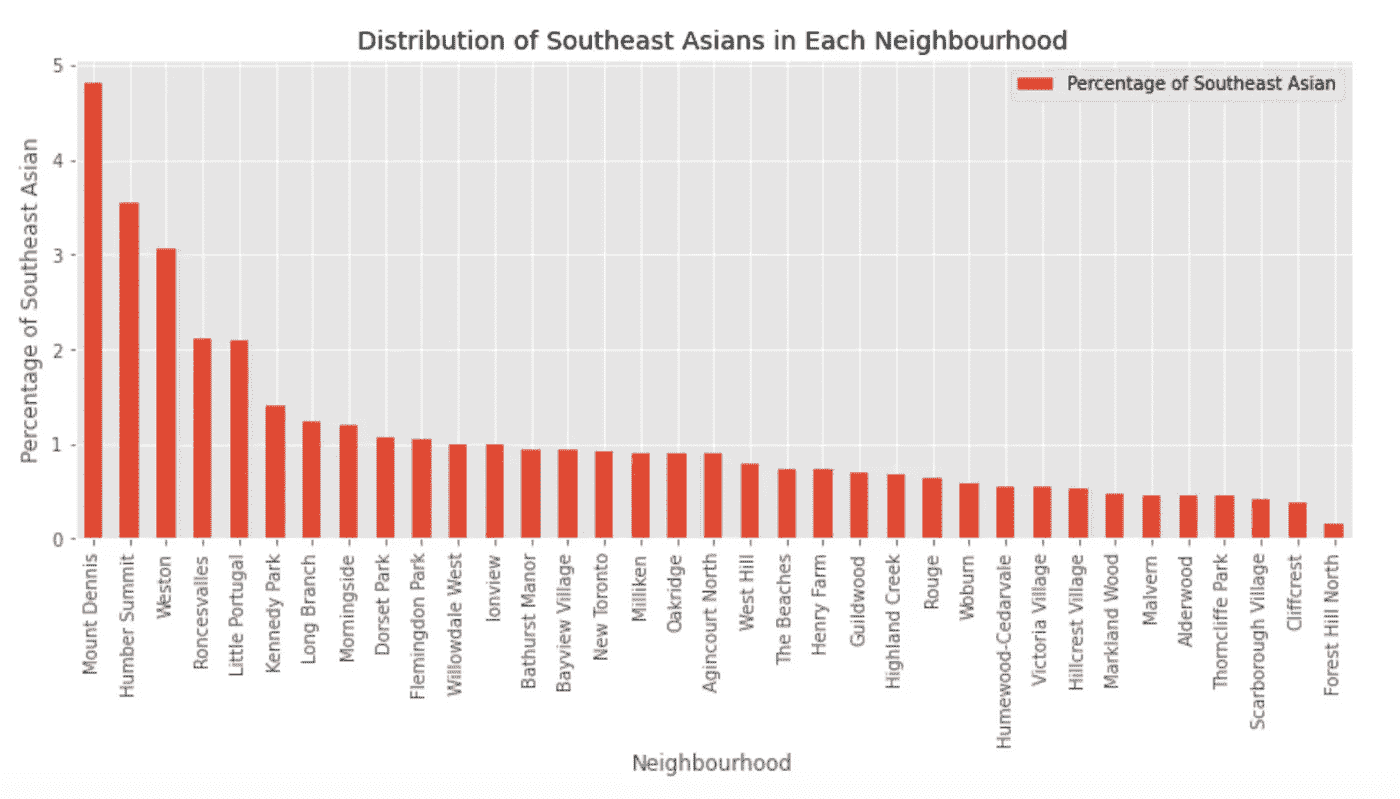 Distribution of Southeast Asians in Each Neighbourhood
Percentage of Southeast Asian
Percentage of Southeast Asian
5
4
3
2
1
0
Mount Dennis
Humber Summit
Weston
Roncesvalles
Little Portugal
Kennedy Park
Long Branch
Morningside
Dorset Park
Flemingdon Park
Willowdale West
Ionview
Bathurst Manor
Bayview Village
New Toronto
Milliken
Oakridge
Agincourt North
West Hill
The Beaches
Henry Farm
Guildwood
Highland Creek
Rouge
Woburn
Humewood-Cedarvale
Victoria Village
Hillcrest Village
Markland Wood
Malvern
Alderwood
Thorncliffe Park
Scarborough Village
Cliffcrest
Forest Hill North
Neighbourhood